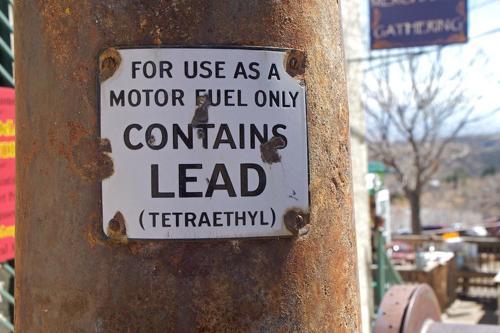 FOR USE AS A
MOTOR FUEL ONLY
CONTAINS
LEAD
(TETRAETHYL)
GATHERING